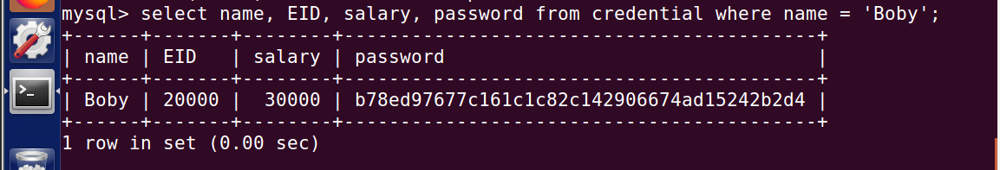 mysql> select name, EID, salary, password from credential where name = 'Boby';
+------+-------+--------+------------------------------------------+
| name | EID   | salary | password                                 |
+------+-------+--------+------------------------------------------+
| Boby | 20000 |  30000 | b78ed97677c161c1c82c142906674ad15242b2d4 |
+------+-------+--------+------------------------------------------+
1 row in set (0.00 sec)